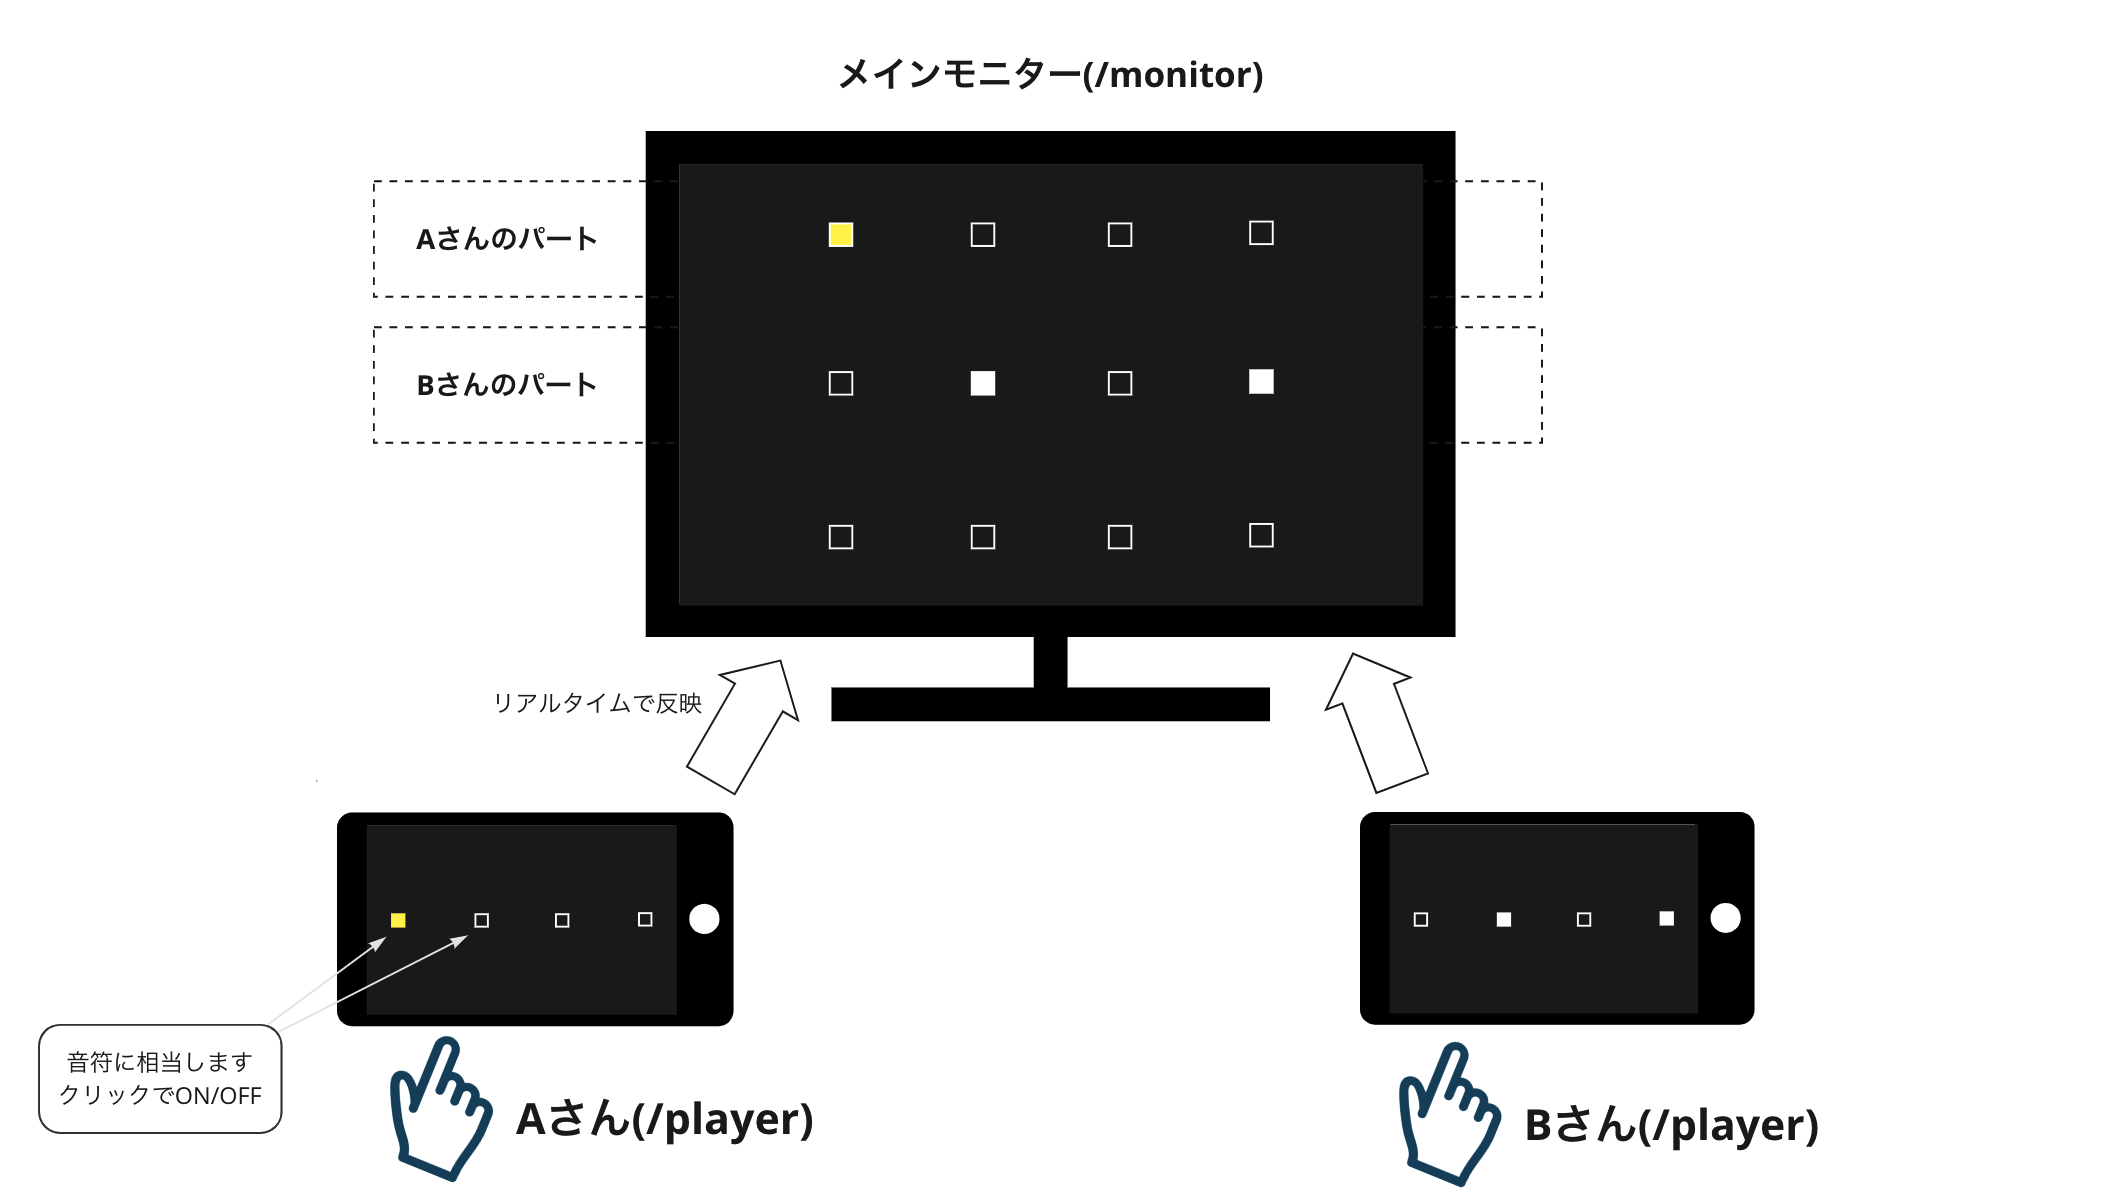 メインモニター(/monitor)
Aさんのパート
Bさんのパート
リアルタイムで反映
音符に相当します
クリックでON/OFF
Aさん(/player)
Bさん(/player)